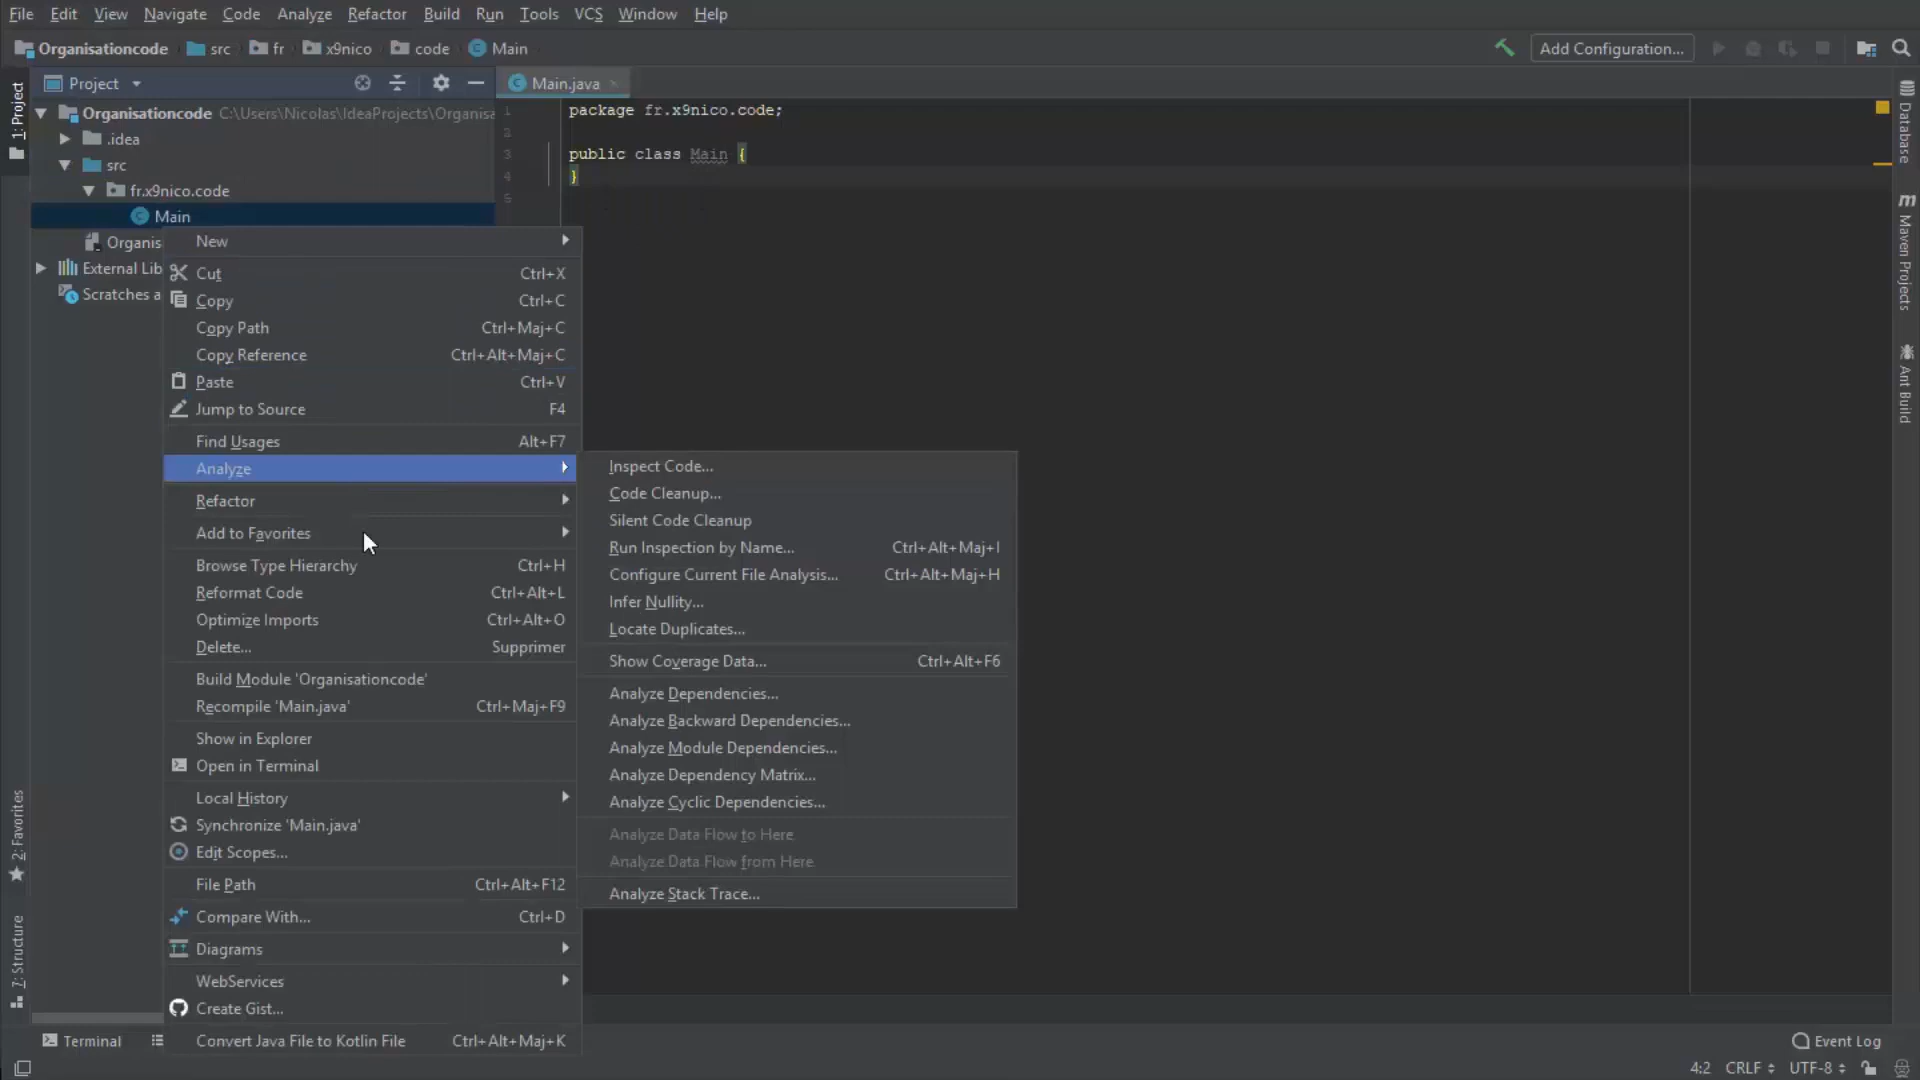 File Edit View Navigate Code Analyze Refactor Build Run Tools VCS Window Help
Organisationcode src fr x9nico code Main Add Configuration...
Project Main.java
1: Project
Organisationcode C:\Users\Nicolas\IdeaProjects\Organisa
.idea
src
fr.x9nico.code
Main
Organis
External Lib
Scratches a
1 package fr.x9nico.code;
2
3 public class Main {
4 }
5
New
Cut Ctrl+X
Copy Ctrl+C
Copy Path Ctrl+Maj+C
Copy Reference Ctrl+Alt+Maj+C
Paste Ctrl+V
Jump to Source F4
Find Usages Alt+F7
Analyze
Refactor
Add to Favorites
Browse Type Hierarchy Ctrl+H
Reformat Code Ctrl+Alt+L
Optimize Imports Ctrl+Alt+O
Delete... Supprimer
Build Module 'Organisationcode'
Recompile 'Main.java' Ctrl+Maj+F9
Show in Explorer
Open in Terminal
Local History
Synchronize 'Main.java'
Edit Scopes...
File Path Ctrl+Alt+F12
Compare With... Ctrl+D
Diagrams
WebServices
Create Gist...
Convert Java File to Kotlin File Ctrl+Alt+Maj+K
Inspect Code...
Code Cleanup...
Silent Code Cleanup
Run Inspection by Name... Ctrl+Alt+Maj+I
Configure Current File Analysis... Ctrl+Alt+Maj+H
Infer Nullity...
Locate Duplicates...
Show Coverage Data... Ctrl+Alt+F6
Analyze Dependencies...
Analyze Backward Dependencies...
Analyze Module Dependencies...
Analyze Dependency Matrix...
Analyze Cyclic Dependencies...
Analyze Data Flow to Here
Analyze Data Flow from Here
Analyze Stack Trace...
Database
m Maven Projects
Ant Build
2: Favorites
7: Structure
Terminal Event Log
4:2 CRLF UTF-8